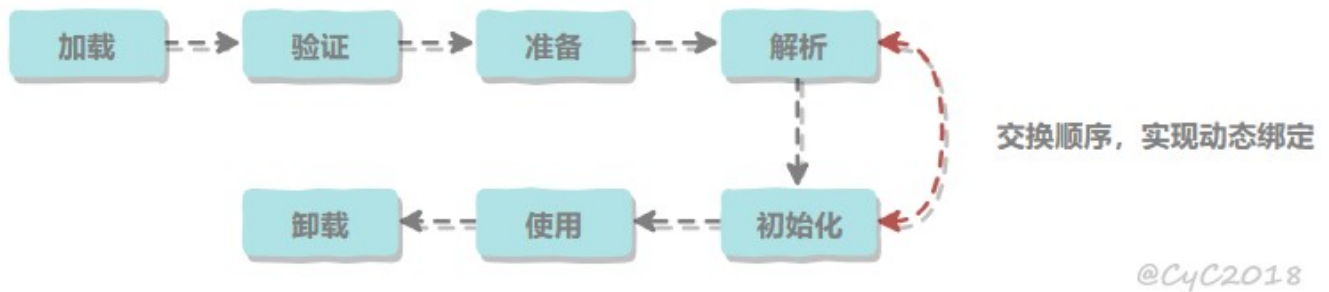 加载
验证
准备
解析
交换顺序，实现动态绑定
卸载
使用
初始化
@CyC2018